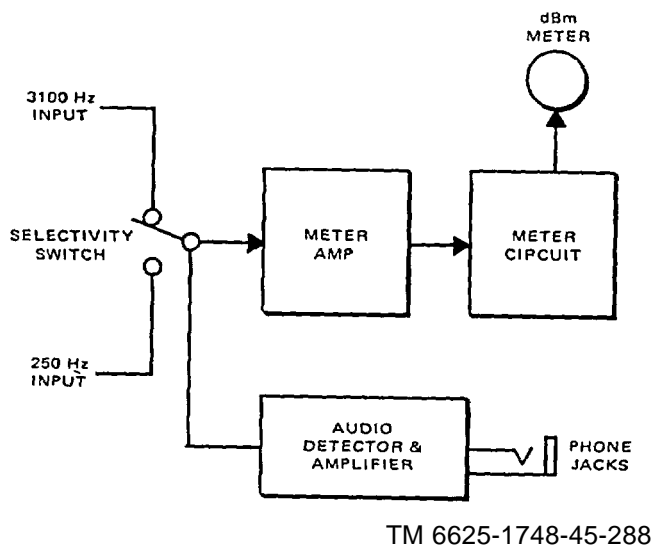 dBm
METER
3100 Hz
INPUT
SELECTIVITY
SWITCH
METER
AMP
METER
CIPCUIT
250 Hz
INPUT
AUDIO
DETECTOR &
AMPLIFIER
PHONE
JACKS
TM 6625-1748-45-288